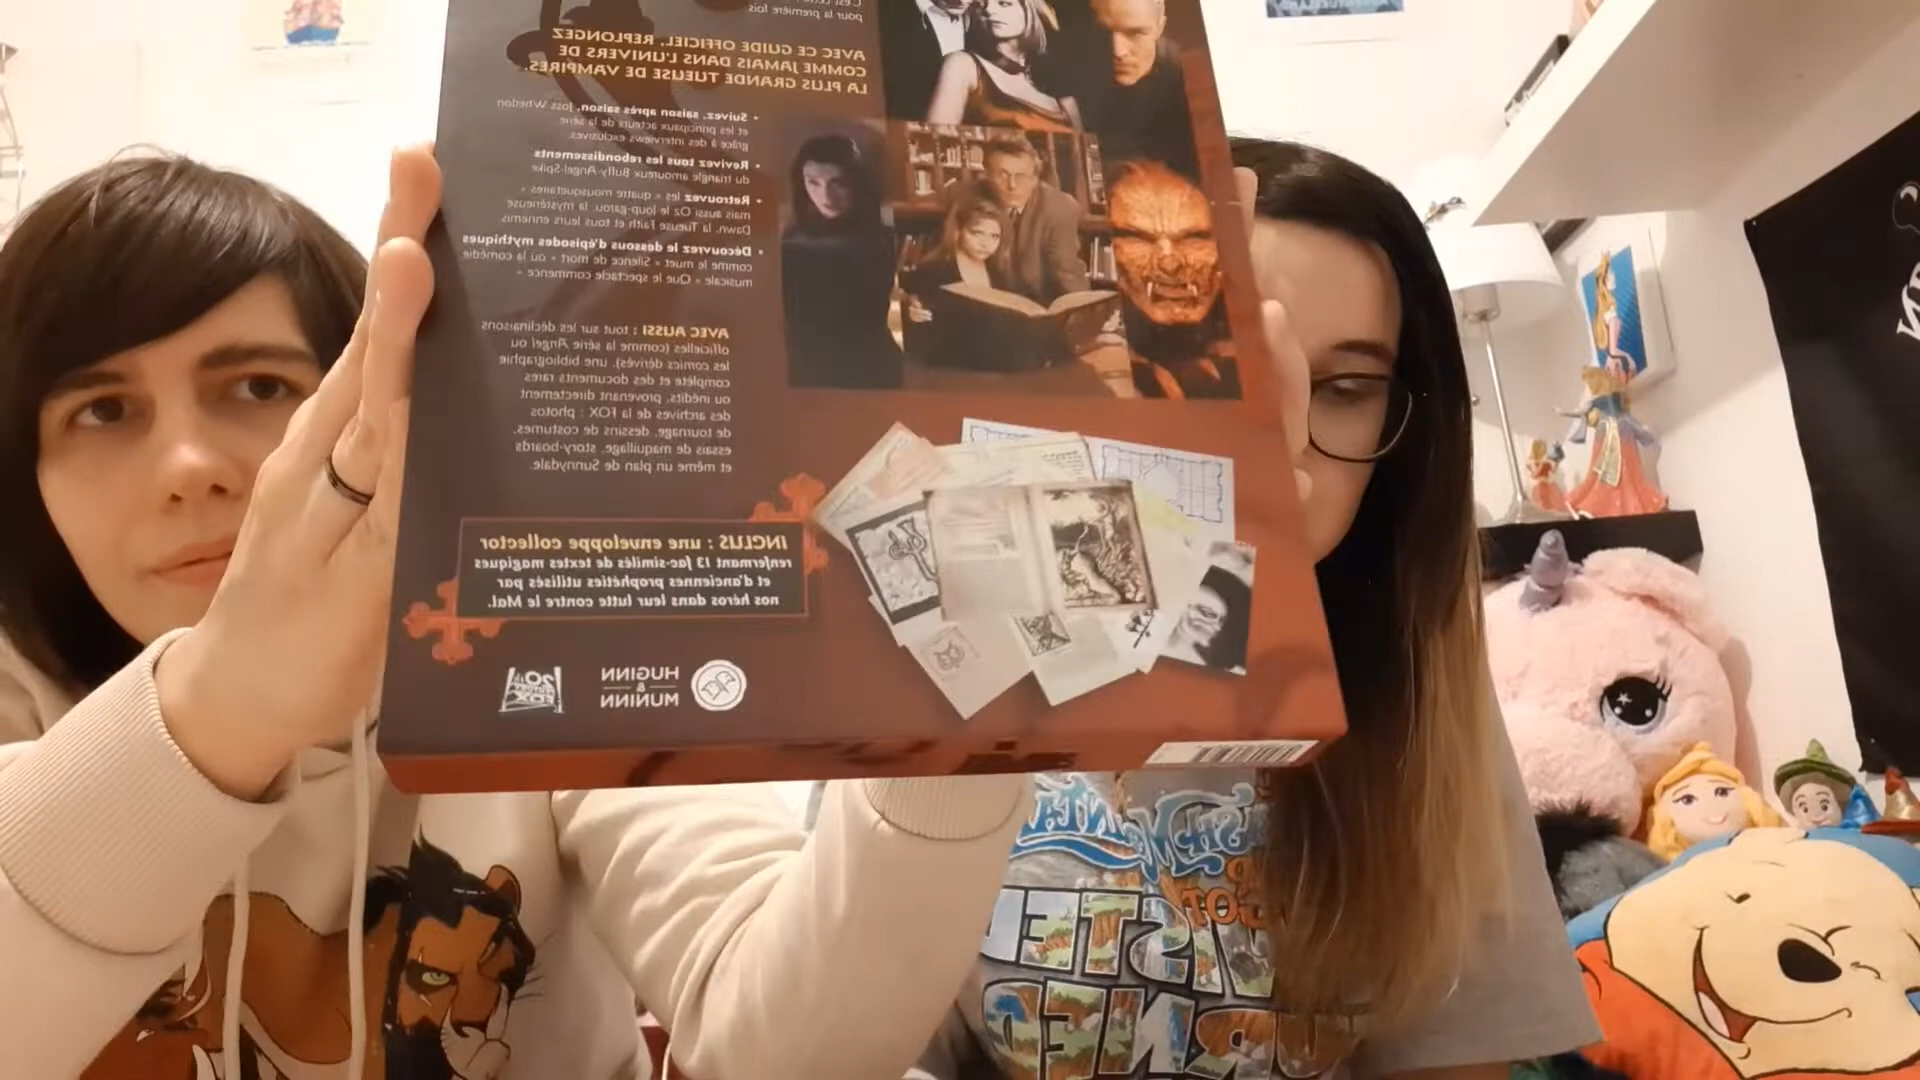 C'est
pour la première fois
AVEC CE GUIDE OFFICIEL, REPLONGEZ
COMME JAMAIS DANS L'UNIVERS DE
LA PLUS GRANDE TUEUSE DE VAMPIRES.
• Suivez, saison après saison, Joss Whedon
et les principaux acteurs de la série
grâce à des interviews exclusives.
• Revivez tous les rebondissements
du triangle amoureux Buffy-Angel-Spike
• Retrouvez les « quatre mousquetaires »
mais aussi Oz le loup-garou, la mystérieuse
Dawn, la Tueuse Faith et tous leurs ennemis.
• Découvrez le dessous d'épisodes mythiques
comme le muet « Silence de mort » ou la comédie
musicale « Que le spectacle commence »
AVEC AUSSI : tout sur les déclinaisons
officielles (comme la série Angel ou
les comics dérivés), une bibliographie
complète et des documents rares
ou inédits, provenant directement
des archives de la FOX : photos
de tournage, dessins de costumes,
essais de maquillage, story-boards
et même un plan de Sunnydale.
INCLUS : une enveloppe collector
renfermant 13 fac-similés de textes magiques
et d'anciennes prophéties utilisés par
nos héros dans leur lutte contre le Mal.
HUGINN
&
MUNINN
20th
CENTURY
FOX